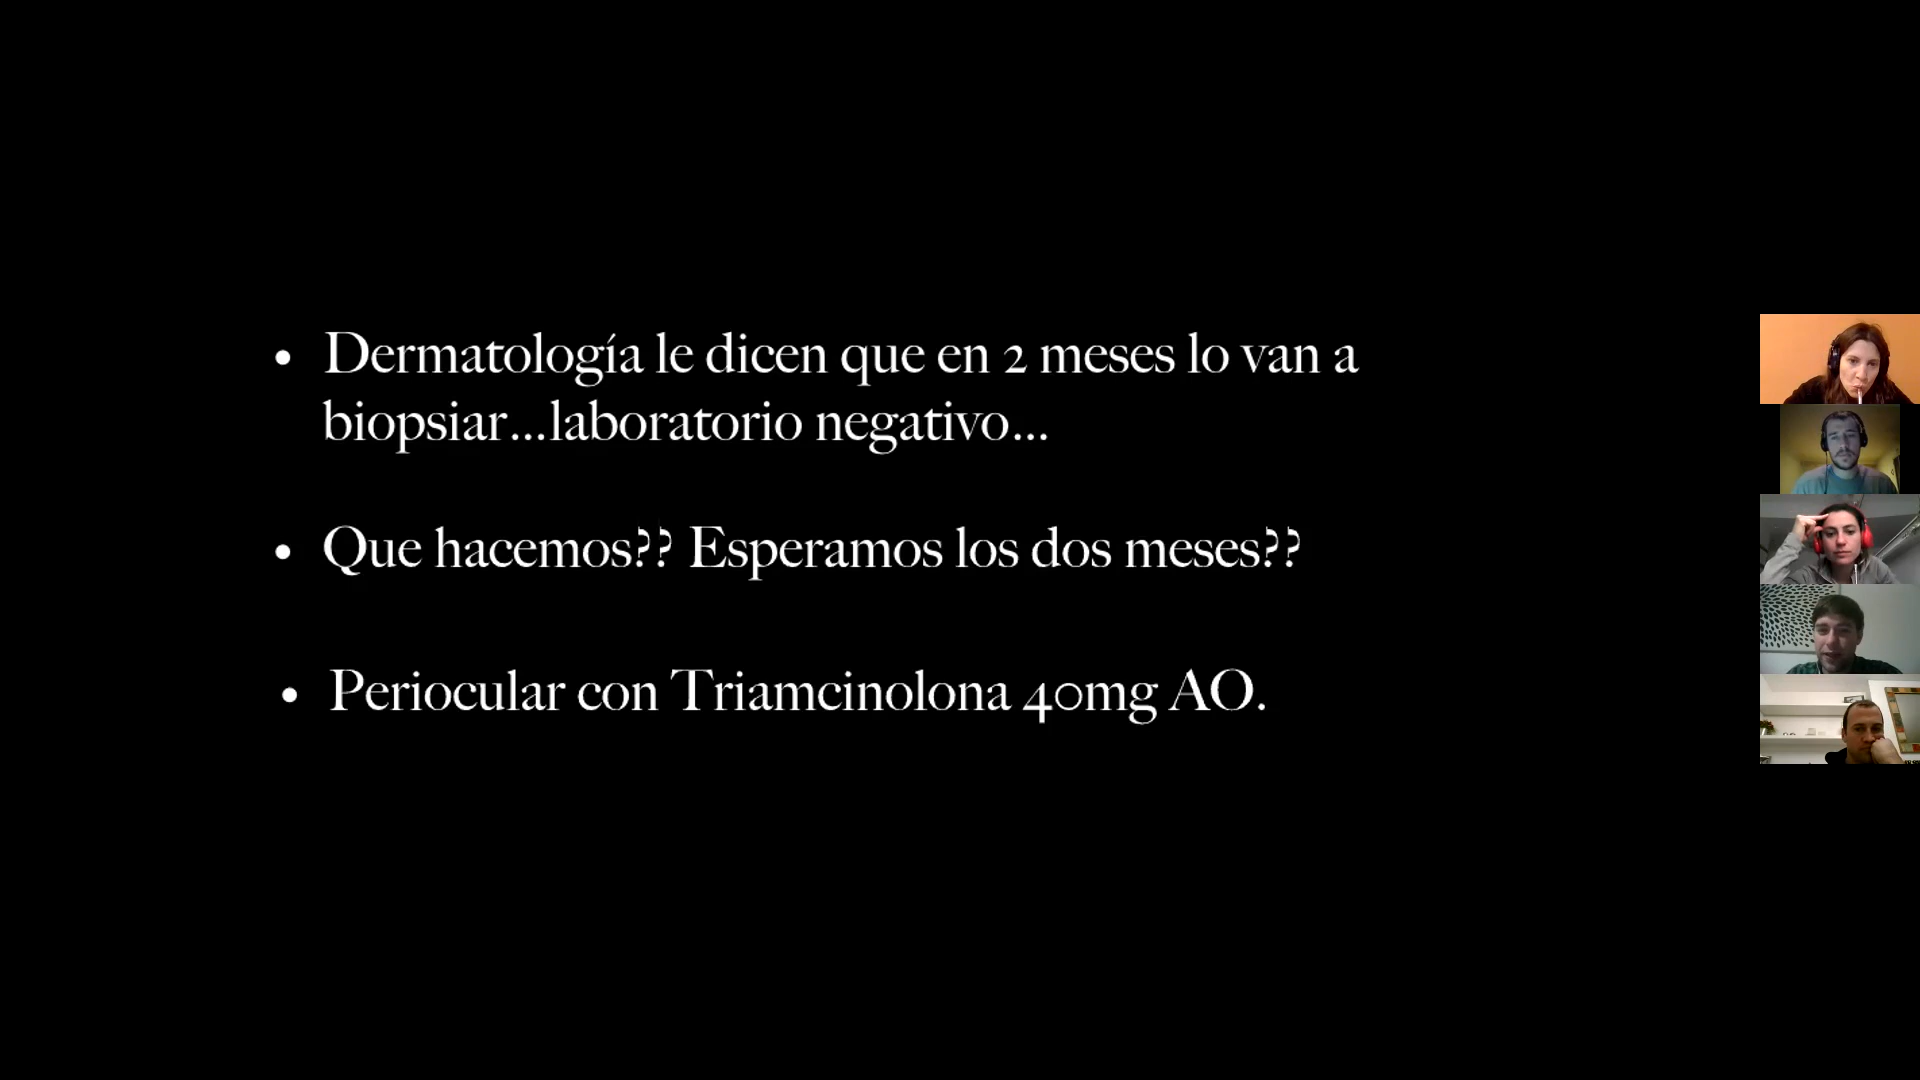 • Dermatología le dicen que en 2 meses lo van a
biopsiar...laboratorio negativo...
• Que hacemos?? Esperamos los dos meses??
• Periocular con Triamcinolona 40mg AO.